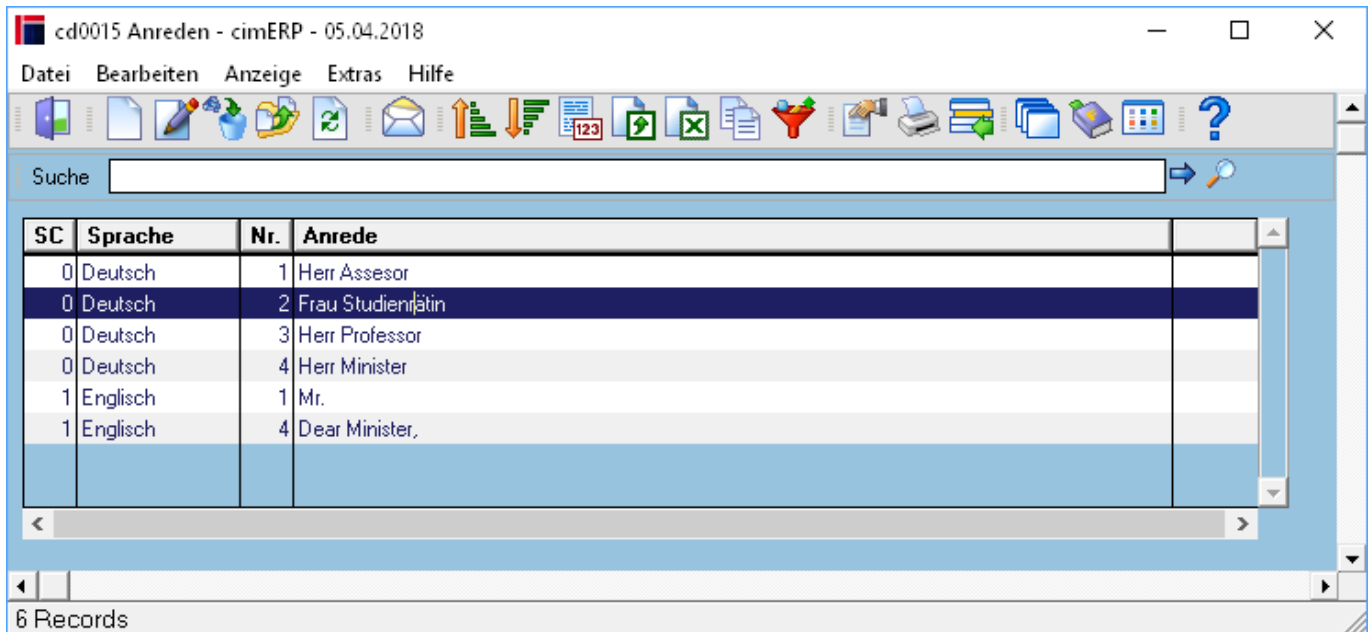 cd0015 Anreden - cimERP - 05.04.2018
Datei Bearbeiten Anzeige Extras Hilfe
123
Suche
SC Sprache Nr. Anrede
0 Deutsch 1 Herr Assesor
0 Deutsch 2 Frau Studienrätin
0 Deutsch 3 Herr Professor
0 Deutsch 4 Herr Minister
1 Englisch 1 Mr.
1 Englisch 4 Dear Minister,
6 Records